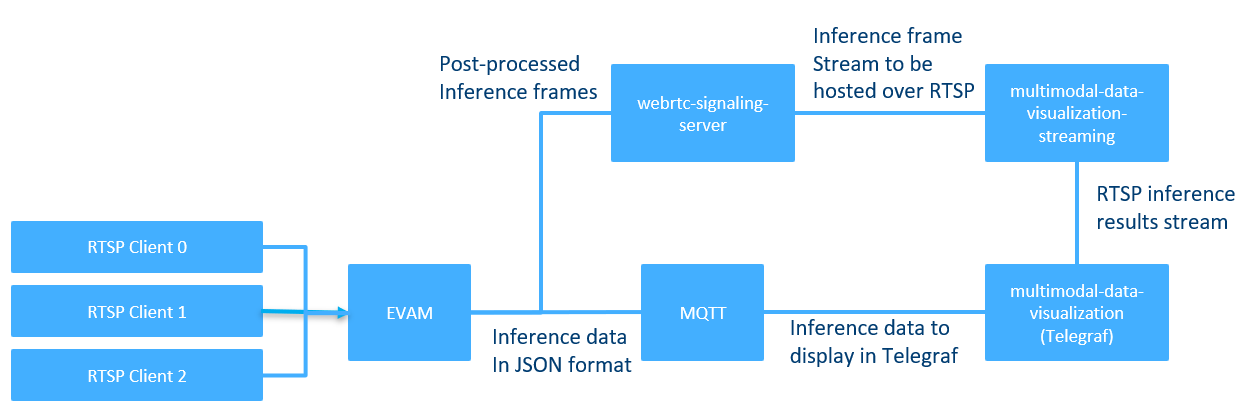 Post-processed
Inference frames
webrtc-signaling-
server
Inference frame
Stream to be
hosted over RTSP
multimodal-data-
visualization-
streaming
RTSP inference
results stream
RTSP Client 0
RTSP Client 1
RTSP Client 2
EVAM
Inference data
In JSON format
MQTT
Inference data to
display in Telegraf
multimodal-data-
visualization
(Telegraf)